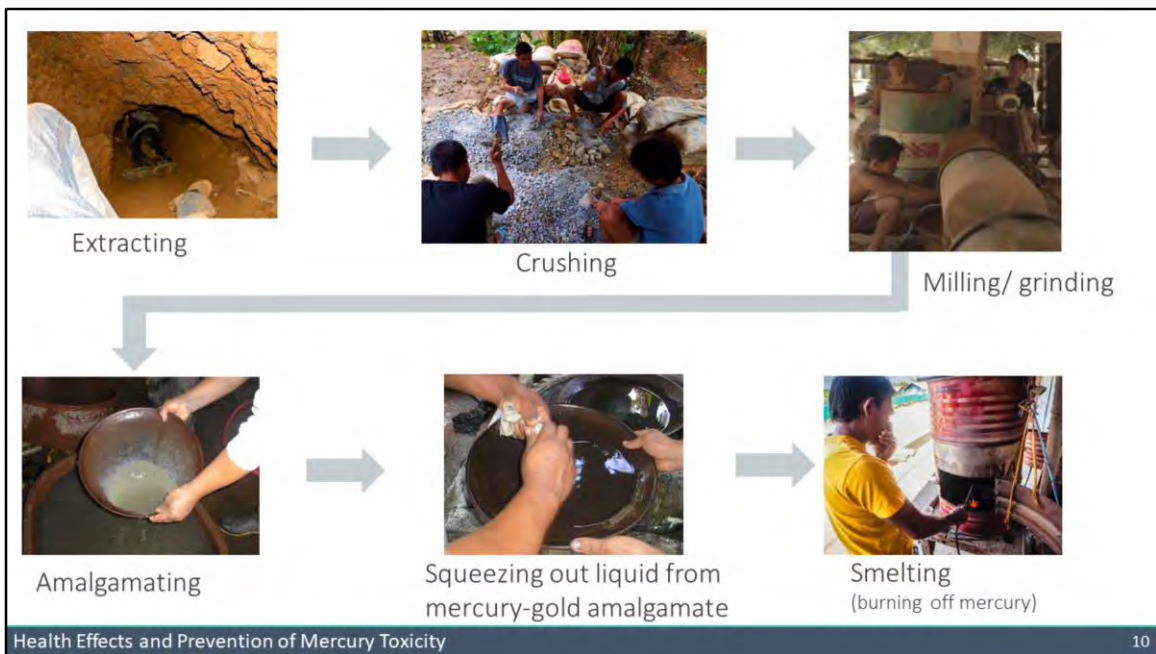 Extracting
Crushing
Milling/ grinding
Amalgamating
Squeezing out liquid from
mercury-gold amalgamate
Smelting
(burning off mercury)
Health Effects and Prevention of Mercury Toxicity
10